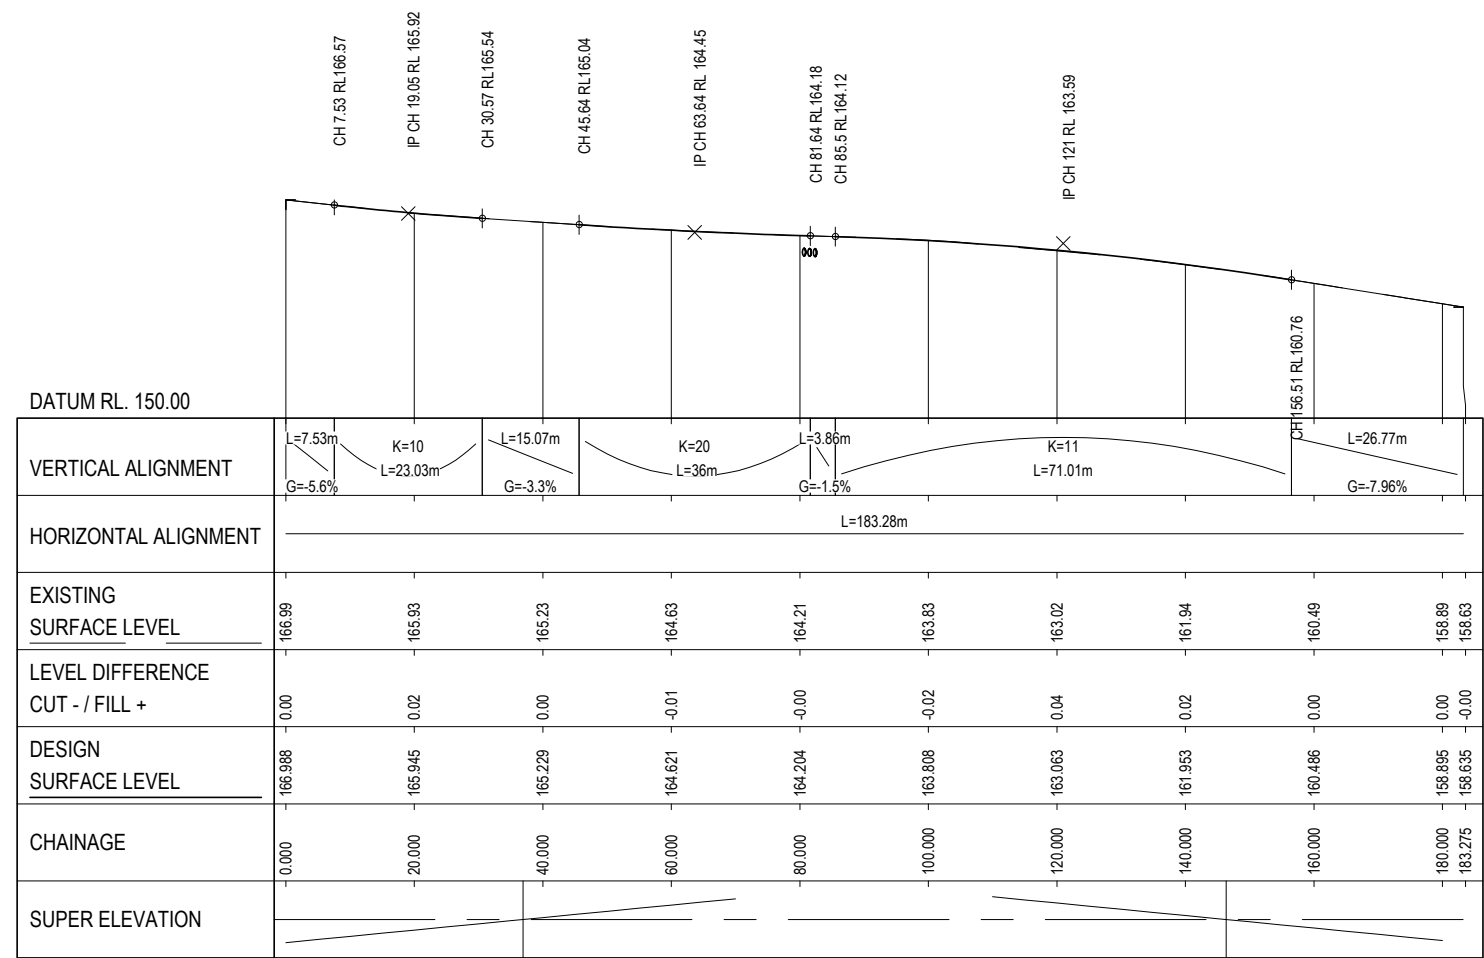 CH 7.53 RL166.57
IP CH 19.05 RL 165.92
CH 30.57 RL165.54
CH 45.64 RL165.04
IP CH 63.64 RL 164.45
CH 81.64 RL164.18
CH 85.5 RL164.12
IP CH 121 RL 163.59
CH 156.51 RL160.76
DATUM RL. 150.00
VERTICAL ALIGNMENT
L=7.53m
G=-5.6%
K=10
L=23.03m
L=15.07m
G=-3.3%
K=20
L=36m
L=3.86m
G=-1.5%
K=11
L=71.01m
L=26.77m
G=-7.96%
HORIZONTAL ALIGNMENT
L=183.28m
EXISTING
SURFACE LEVEL
166.99 165.93 165.23 164.63 164.21 163.83 163.02 161.94 160.49 158.89 158.63
LEVEL DIFFERENCE
CUT - / FILL +
0.00 0.02 0.00 -0.01 -0.00 -0.02 0.04 0.02 0.00 0.00 -0.00
DESIGN
SURFACE LEVEL
166.988 165.945 165.229 164.621 164.204 163.808 163.063 161.953 160.486 158.895 158.635
CHAINAGE
0.000 20.000 40.000 60.000 80.000 100.000 120.000 140.000 160.000 180.000 183.275
SUPER ELEVATION